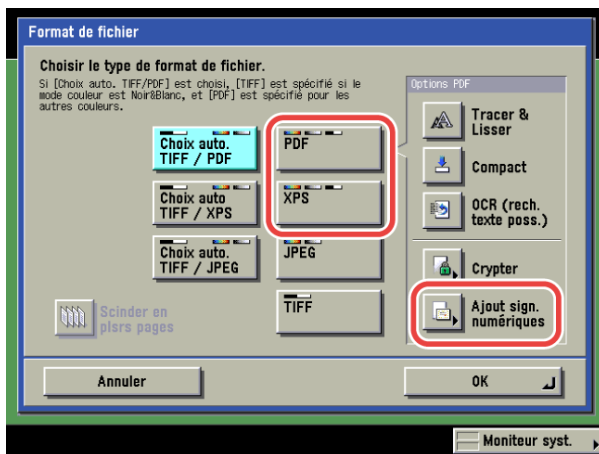 Format de fichier
Choisir le type de format de fichier.
Si [Choix auto. TIFF/PDF] est choisi, [TIFF] est spécifié si le
mode couleur est Noir&Blanc, et [PDF] est spécifié pour les
autres couleurs.
Choix auto.
TIFF / PDF
PDF
Choix auto
TIFF / XPS
XPS
Choix auto.
TIFF / JPEG
JPEG
TIFF
Scinder en
plsrs pages
Options PDF
Tracer &
Lisser
Compact
OCR (rech.
texte poss.)
Crypter
Ajout sign.
numériques
Annuler
OK
Moniteur syst.